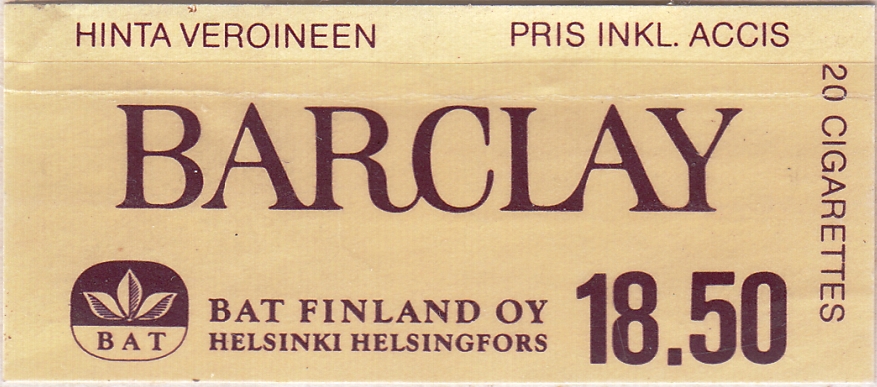 HINTA VEROINEEN PRIS INKL. ACCIS
20 CIGARETTES
BARCLAY
BAT
BAT FINLAND OY
HELSINKI HELSINGFORS
18.50